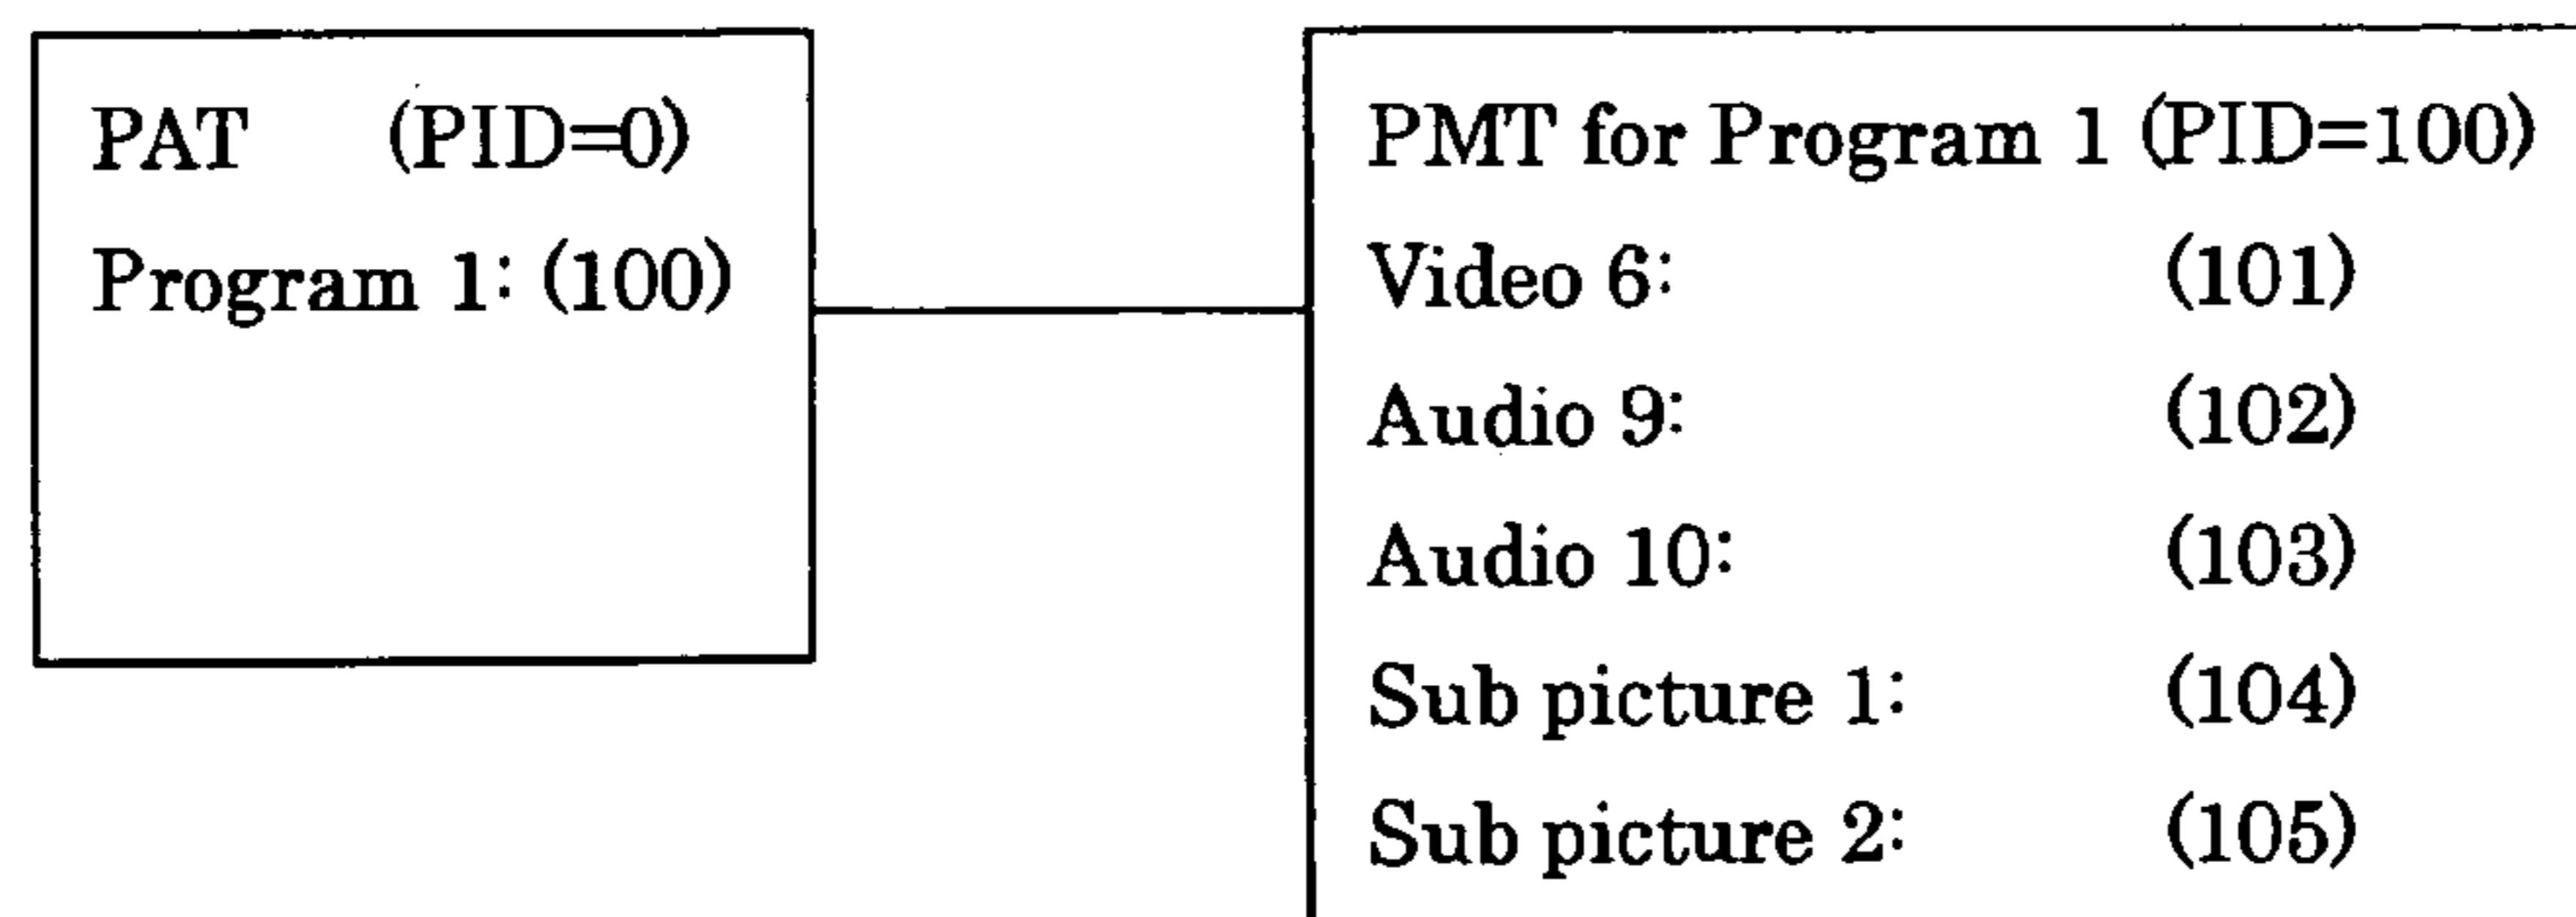 PAT (PID=0)
Program 1: (100)
PMT for Program 1 (PID=100)
Video 6: (101)
Audio 9: (102)
Audio 10: (103)
Sub picture 1: (104)
Sub picture 2: (105)